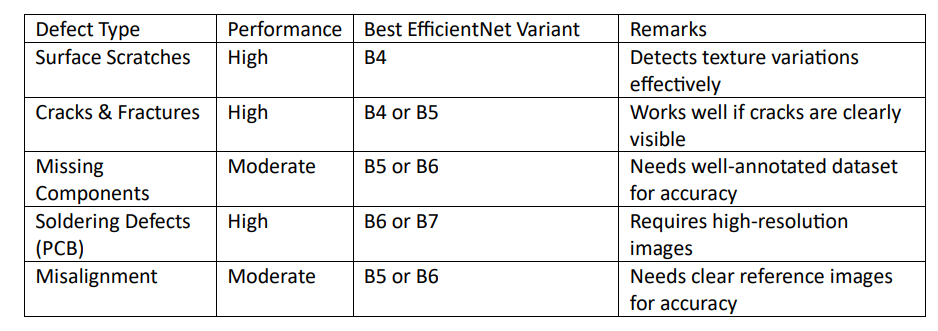 Defect Type Performance Best EfficientNet Variant Remarks
Surface Scratches High B4 Detects texture variations
effectively
Cracks & Fractures High B4 or B5 Works well if cracks are clearly
visible
Missing Moderate B5 or B6 Needs well-annotated dataset
Components for accuracy
Soldering Defects High B6 or B7 Requires high-resolution
(PCB) images
Misalignment Moderate B5 or B6 Needs clear reference images
for accuracy